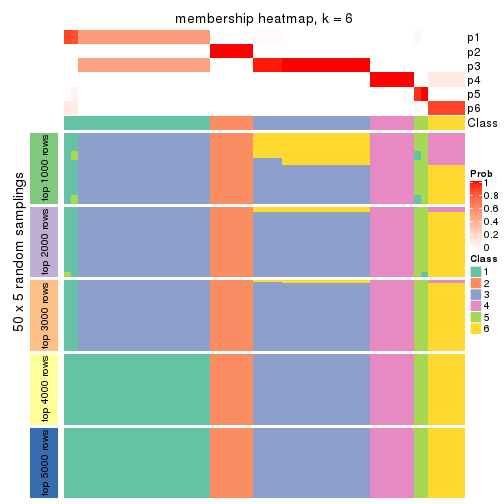 membership heatmap, k = 6
p1
p2
p3
p4
p5
p6
Class
50 x 5 random samplings
top 1000 rows
top 2000 rows
top 3000 rows
top 4000 rows
top 5000 rows
Prob
1
0.8
0.6
0.4
0.2
0
Class
1
2
3
4
5
6